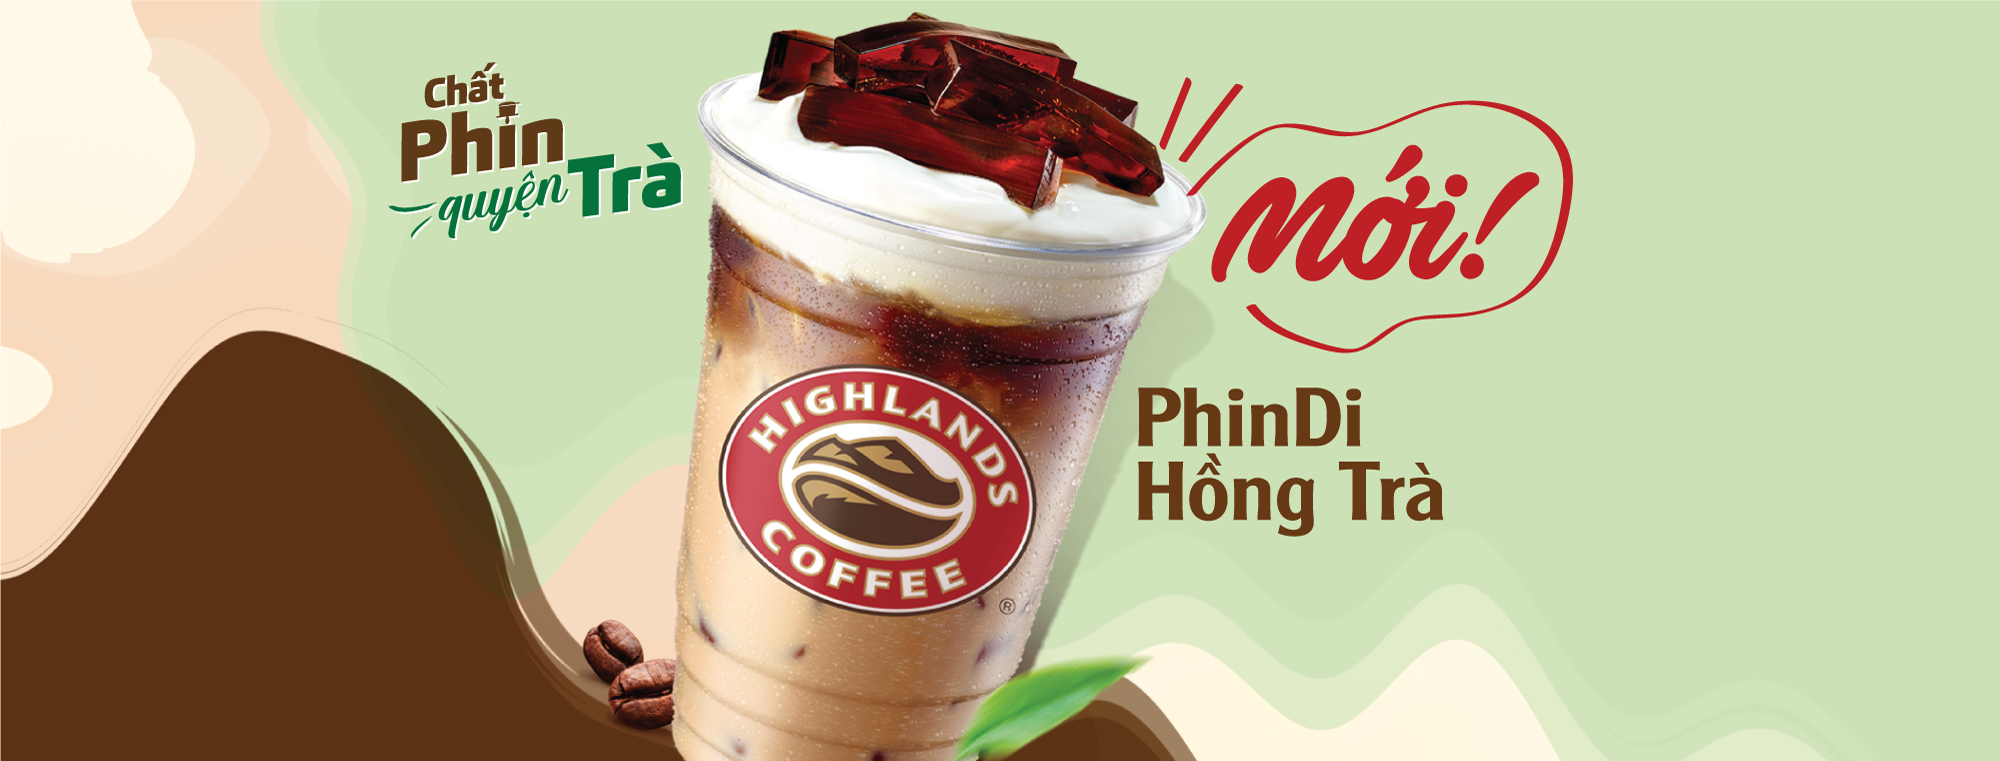 Chất
Phin
quyện Trà
Mới!
PhinDi
Hồng Trà
HIGHLANDS
COFFEE
®